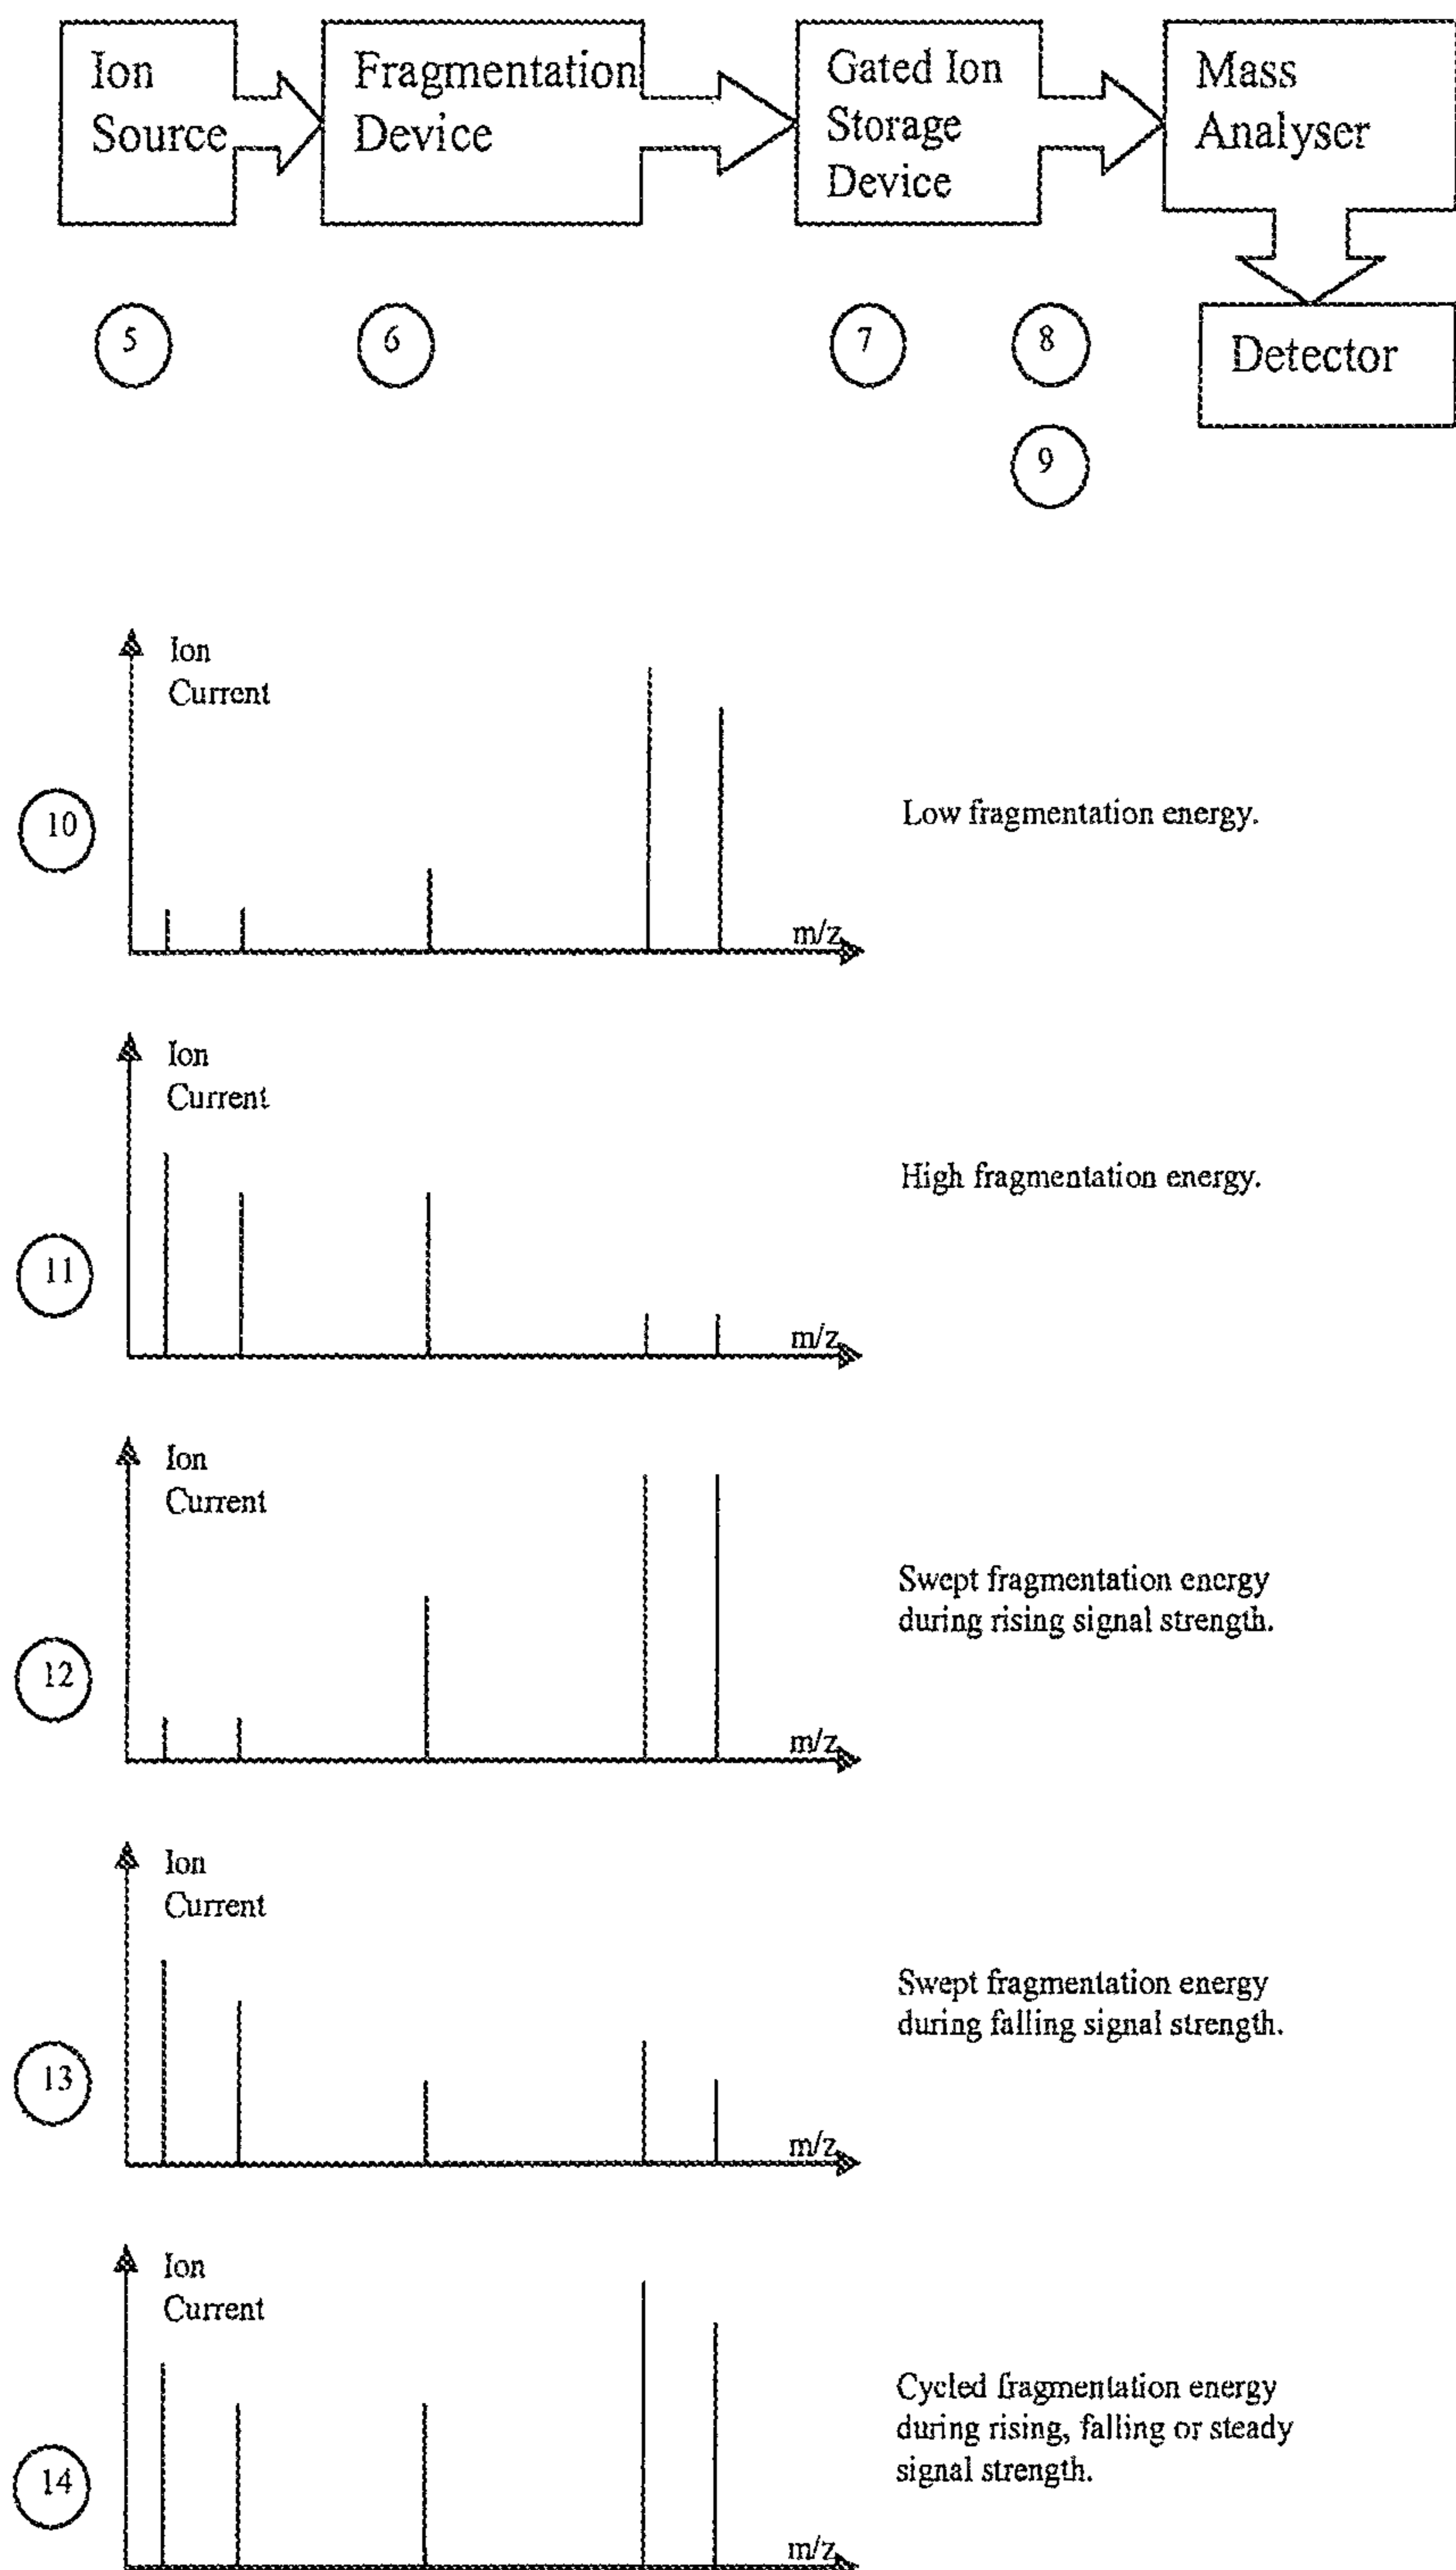 Ion
Source
Fragmentation
Device
Gated Ion
Storage
Device
Mass
Analyser
5
6
7
8
Detector
9
Ion
Current
10
Low fragmentation energy.
m/z
Ion
Current
High fragmentation energy.
11
m/z
Ion
Current
Swept fragmentation energy
during rising signal strength.
12
m/z
Ion
Current
Swept fragmentation energy
during falling signal strength.
13
m/z
Ion
Current
Cycled fragmentation energy
during rising, falling or steady
signal strength.
14
m/z